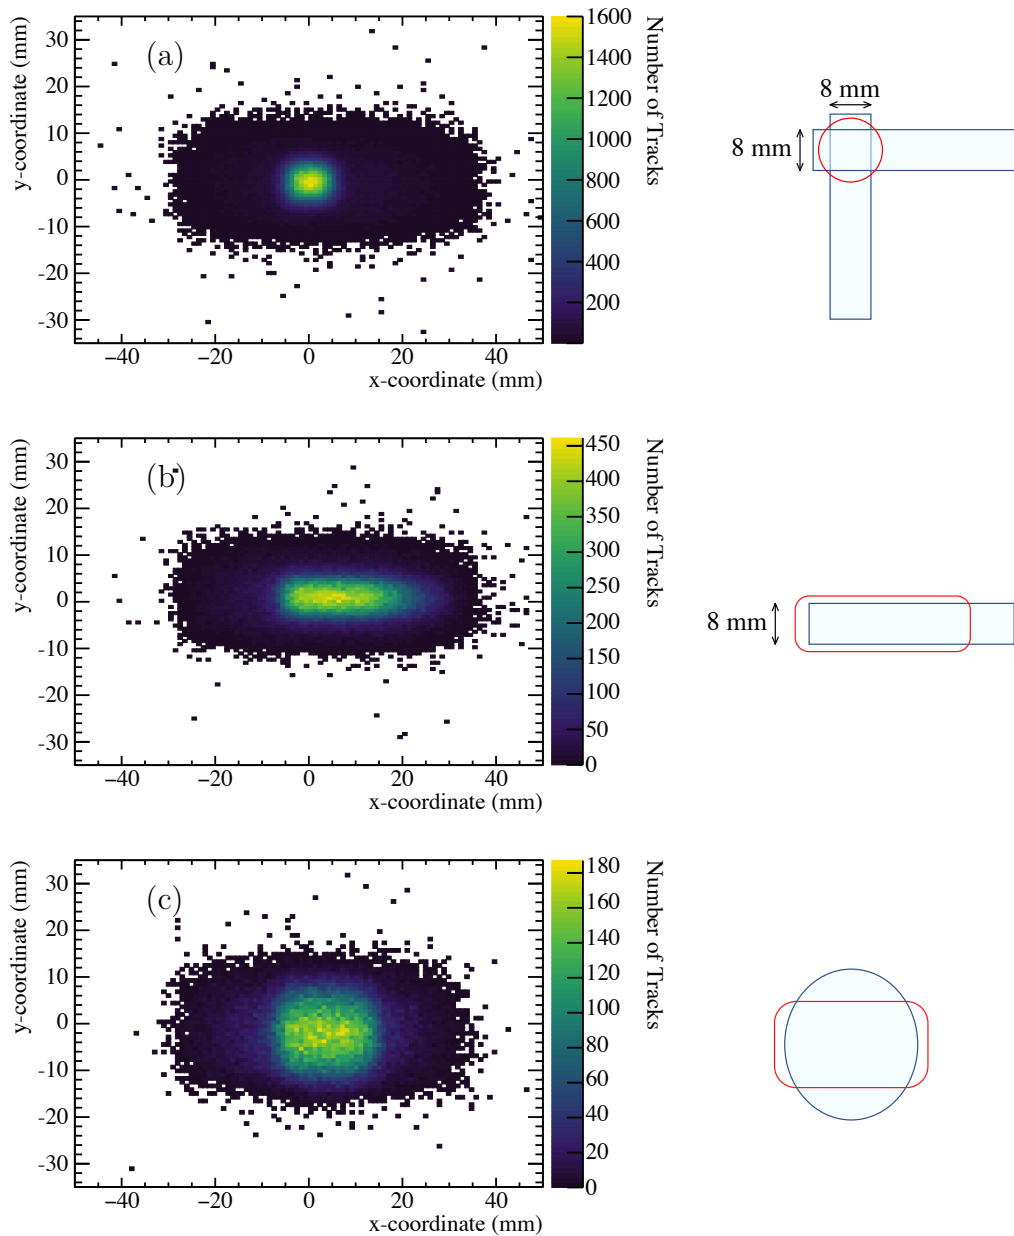 (a)
y-coordinate (mm)
30
20
10
0
-10
-20
-30
−40 −20 0 20 40
x-coordinate (mm)
1600
1400
1200
1000
800
600
400
200
Number of Tracks
8 mm
8 mm
(b)
y-coordinate (mm)
30
20
10
0
-10
-20
-30
−40 −20 0 20 40
x-coordinate (mm)
450
400
350
300
250
200
150
100
50
0
Number of Tracks
8 mm
(c)
y-coordinate (mm)
30
20
10
0
-10
-20
-30
−40 −20 0 20 40
x-coordinate (mm)
180
160
140
120
100
80
60
40
20
0
Number of Tracks